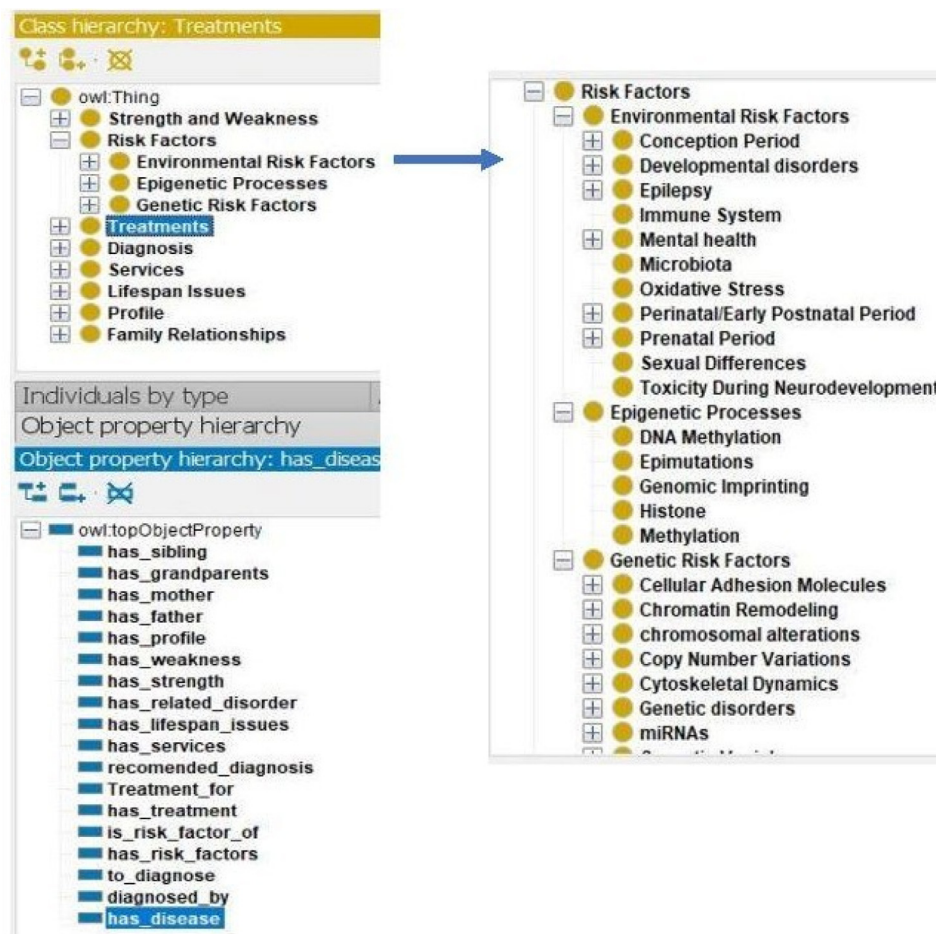 Class hierarchy: Treatments
owl:Thing
Strength and Weakness
Risk Factors
Environmental Risk Factors
Epigenetic Processes
Genetic Risk Factors
Treatments
Diagnosis
Services
Lifespan Issues
Profile
Family Relationships
Individuals by type
Object property hierarchy
Object property hierarchy: has_diseas
owl:topObjectProperty
has_sibling
has_grandparents
has_mother
has_father
has_profile
has_weakness
has_strength
has_related_disorder
has_lifespan_issues
has_services
recomended_diagnosis
Treatment_for
has_treatment
is_risk_factor_of
has_risk_factors
to_diagnose
diagnosed_by
has_disease
Risk Factors
Environmental Risk Factors
Conception Period
Developmental disorders
Epilepsy
Immune System
Mental health
Microbiota
Oxidative Stress
Perinatal/Early Postnatal Period
Prenatal Period
Sexual Differences
Toxicity During Neurodevelopment
Epigenetic Processes
DNA Methylation
Epimutations
Genomic Imprinting
Histone
Methylation
Genetic Risk Factors
Cellular Adhesion Molecules
Chromatin Remodeling
chromosomal alterations
Copy Number Variations
Cytoskeletal Dynamics
Genetic disorders
miRNAs